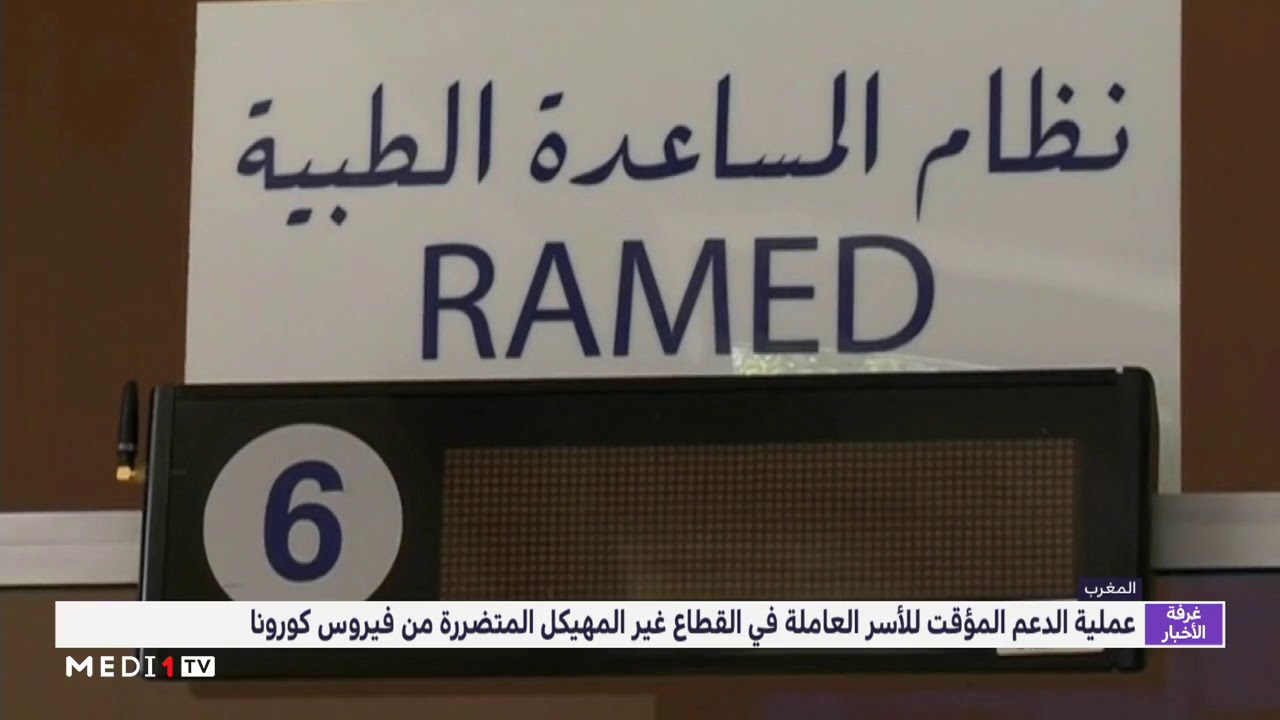 نظام المساعدة الطبية
RAMED
6
المغرب
غرفة الأخبار
عملية الدعم المؤقت للأسر العاملة في القطاع غير المهيكل المتضررة من فيروس كورونا
MEDI1TV